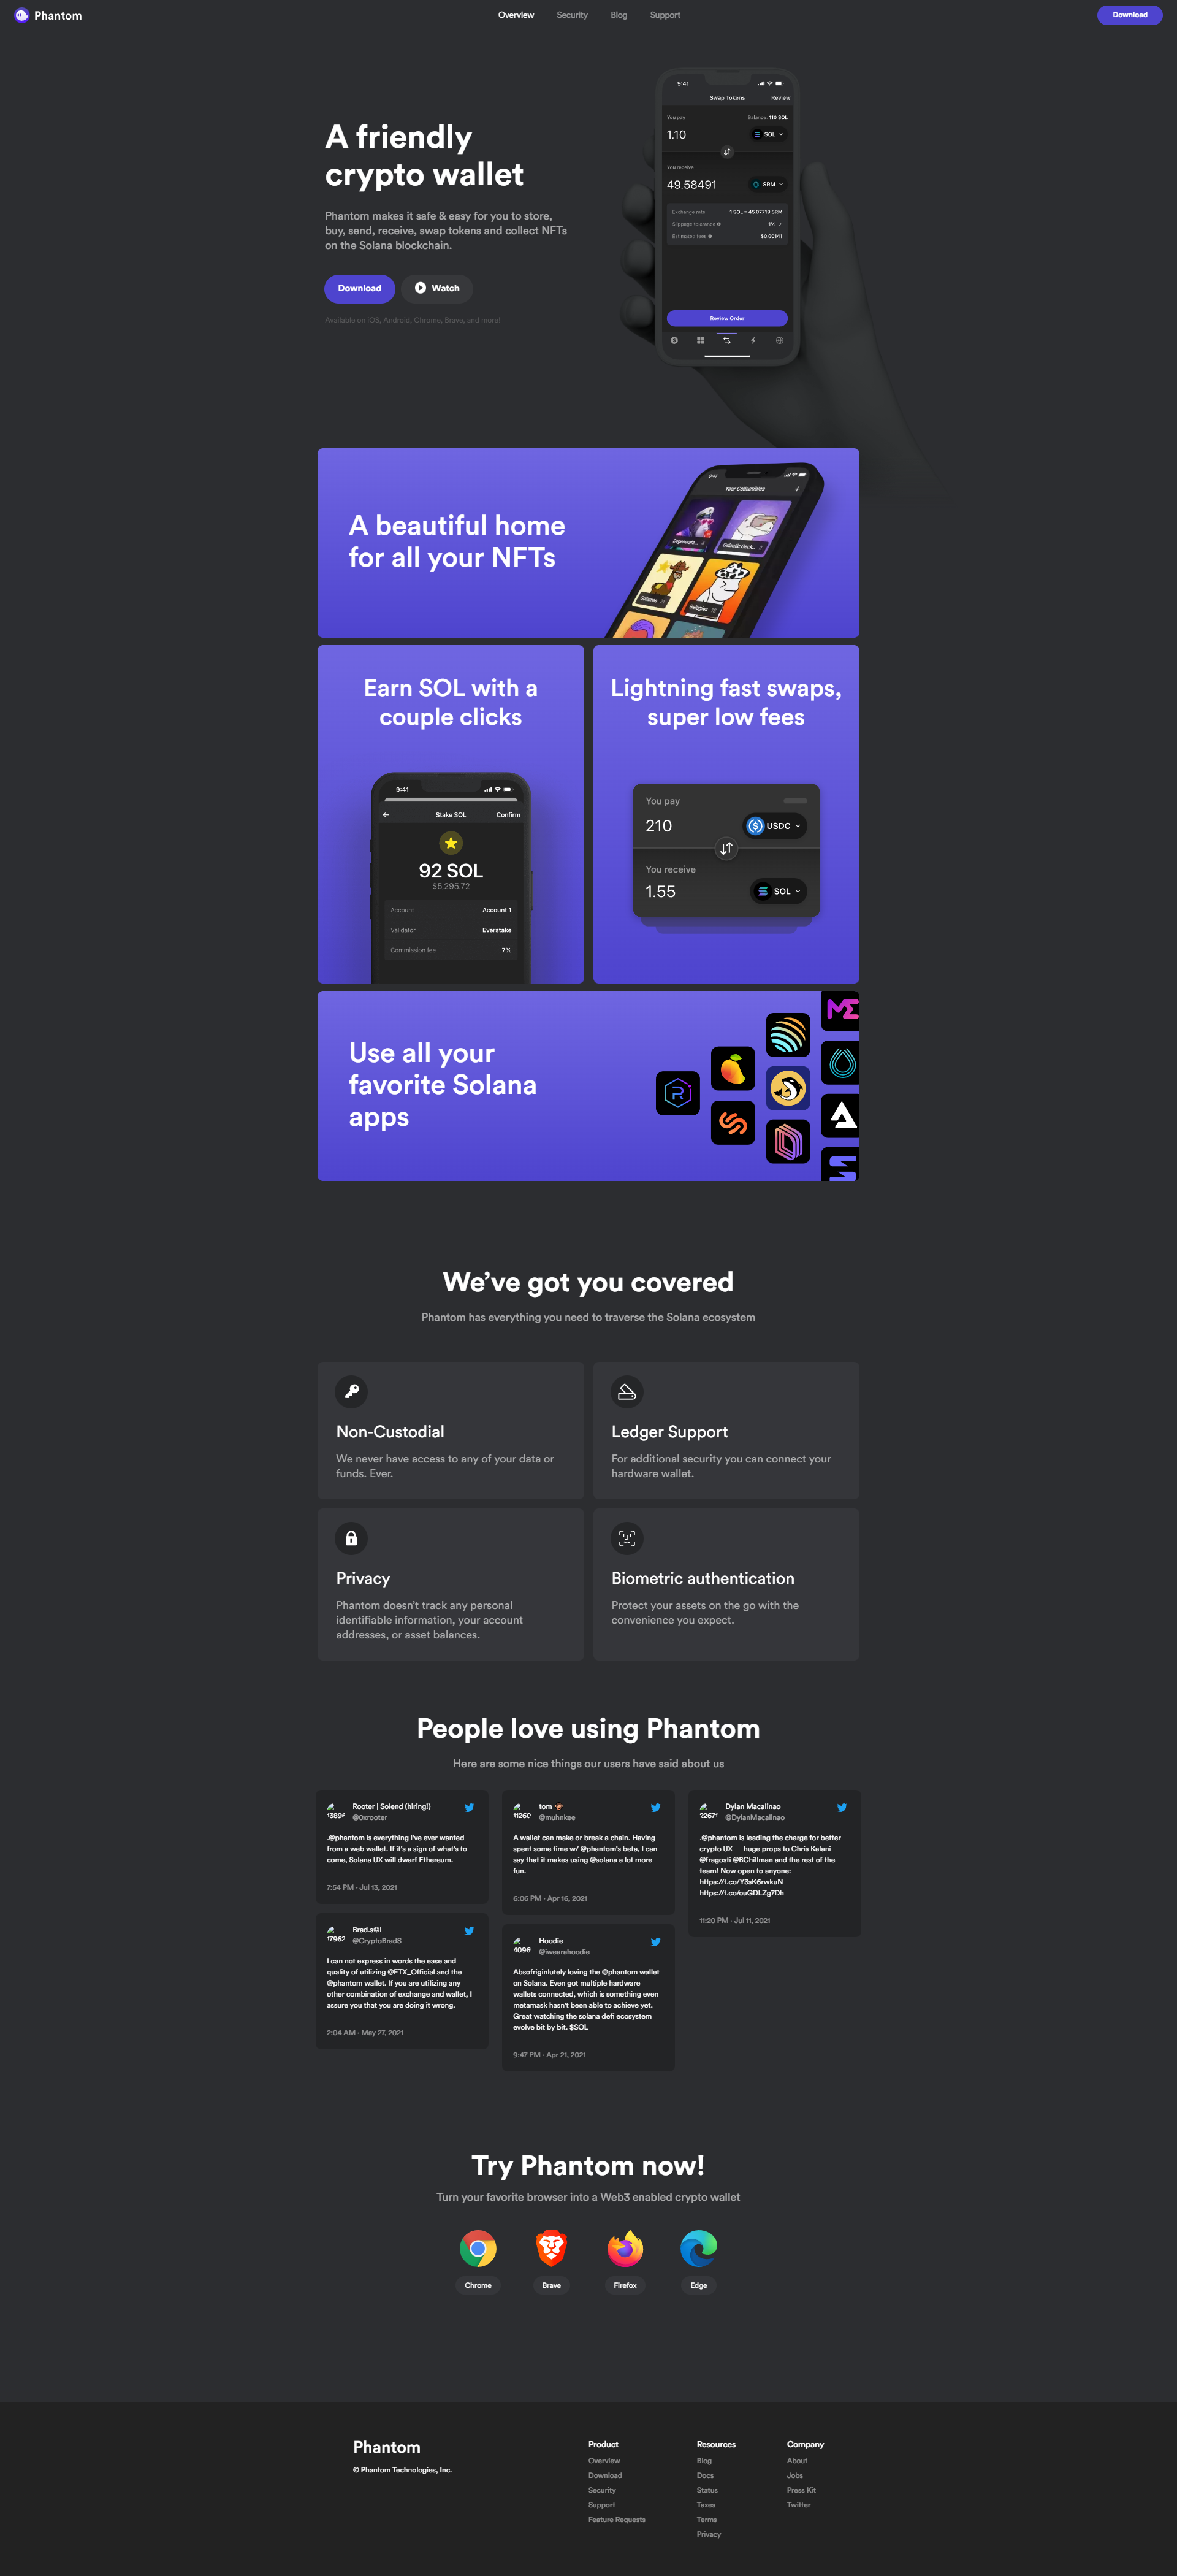 Phantom
Overview
Security
Blog
Support
Download
A friendly
crypto wallet
Phantom makes it safe & easy for you to store,
buy, send, receive, swap tokens and collect NFTs
on the Solana blockchain.
Download
Watch
Available on iOS, Android, Chrome, Brave, and more!
9:41
Swap Tokens
Review
You pay
Balance: 110 SOL
1.10
SOL
You receive
49.58491
SRM
Exchange rate
1 SOL = 45.07719 SRM
Slippage tolerance
1%
Estimated fees
$0.00141
Review Order
A beautiful home
for all your NFTs
9:41
Your Collectibles
Degenerate...
Galactic Geck...
2
Solanas
21
Belugies
13
Earn SOL with a
couple clicks
9:41
Stake SOL
Confirm
92 SOL
$5,295.72
Account
Account 1
Validator
Everstake
Commission fee
7%
Lightning fast swaps,
super low fees
You pay
210
USDC
You receive
1.55
SOL
Use all your
favorite Solana
apps
We’ve got you covered
Phantom has everything you need to traverse the Solana ecosystem
Non-Custodial
We never have access to any of your data or
funds. Ever.
Ledger Support
For additional security you can connect your
hardware wallet.
Privacy
Phantom doesn’t track any personal
identifiable information, your account
addresses, or asset balances.
Biometric authentication
Protect your assets on the go with the
convenience you expect.
People love using Phantom
Here are some nice things our users have said about us
Rooter | Solend (hiring!)
@0xrooter
.@phantom is everything I've ever wanted
from a web wallet. If it's a sign of what's to
come, Solana UX will dwarf Ethereum.
7:54 PM · Jul 13, 2021
Brad.s◎l
@CryptoBradS
I can not express in words the ease and
quality of utilizing @FTX_Official and the
@phantom wallet. If you are utilizing any
other combination of exchange and wallet, I
assure you that you are doing it wrong.
2:04 AM · May 27, 2021
tom
@muhnkee
A wallet can make or break a chain. Having
spent some time w/ @phantom's beta, I can
say that it makes using @solana a lot more
fun.
6:06 PM · Apr 16, 2021
Hoodie
@iwearahoodie
Absofriginlutely loving the @phantom wallet
on Solana. Even got multiple hardware
wallets connected, which is something even
metamask hasn't been able to achieve yet.
Great watching the solana defi ecosystem
evolve bit by bit. $SOL
9:47 PM · Apr 21, 2021
Dylan Macalinao
@DylanMacalinao
.@phantom is leading the charge for better
crypto UX — huge props to Chris Kalani
@fragosti @BChillman and the rest of the
team! Now open to anyone:
https://t.co/Y3sK6rwkuN
https://t.co/ouGDLZg7Dh
11:20 PM · Jul 11, 2021
Try Phantom now!
Turn your favorite browser into a Web3 enabled crypto wallet
Chrome
Brave
Firefox
Edge
Phantom
© Phantom Technologies, Inc.
Product
Overview
Download
Security
Support
Feature Requests
Resources
Blog
Docs
Status
Taxes
Terms
Privacy
Company
About
Jobs
Press Kit
Twitter